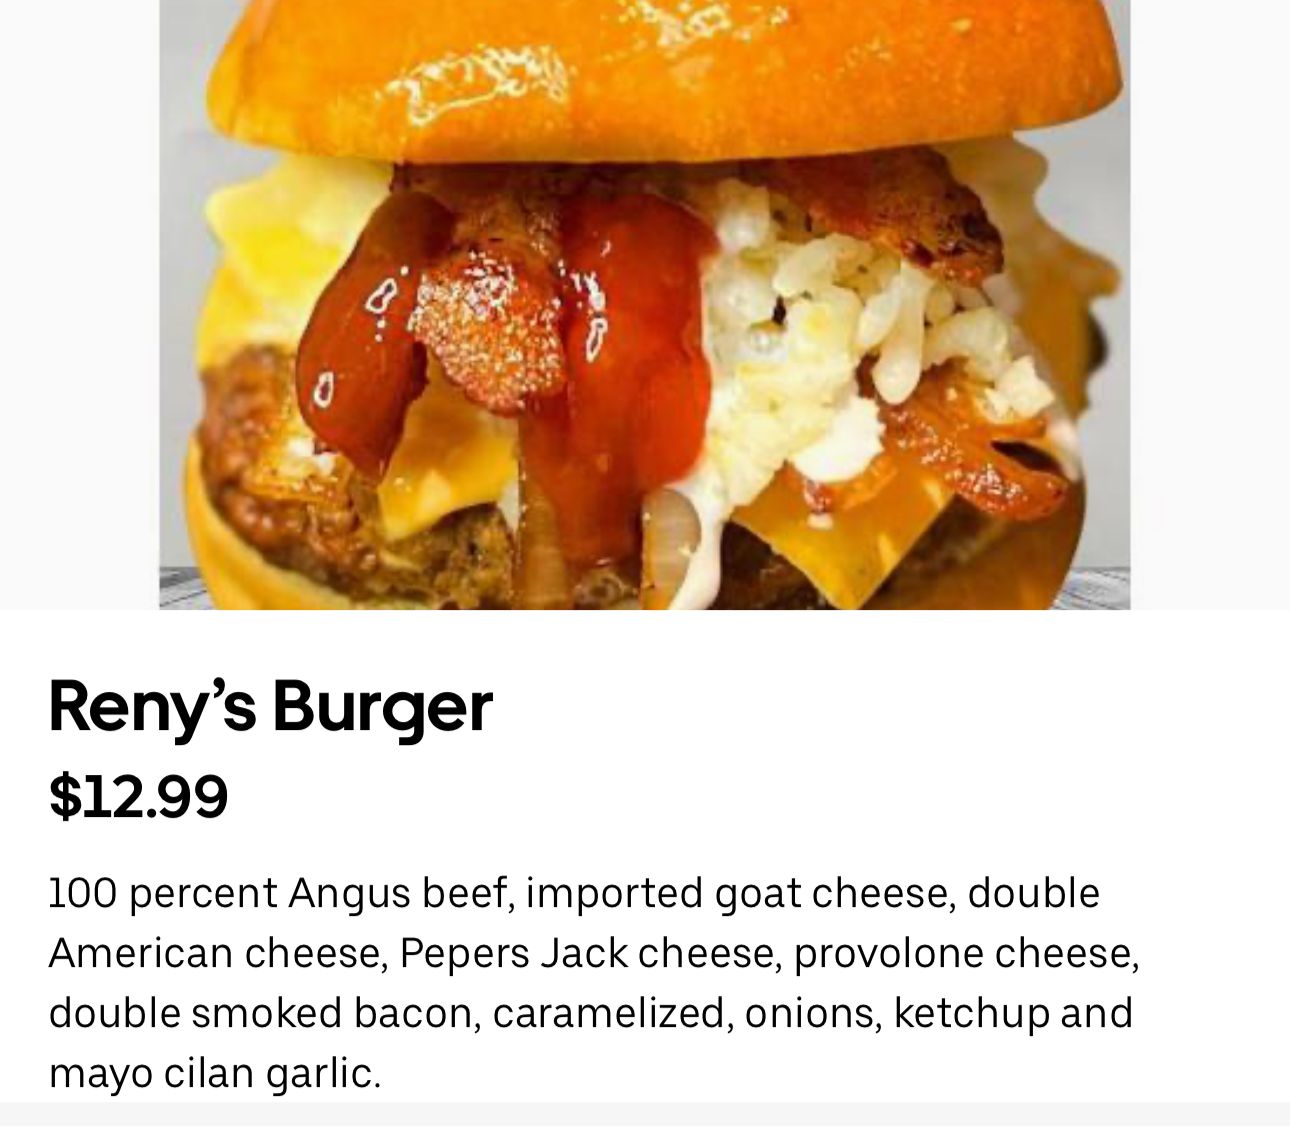 Reny’s Burger
$12.99
100 percent Angus beef, imported goat cheese, double
American cheese, Pepers Jack cheese, provolone cheese,
double smoked bacon, caramelized, onions, ketchup and
mayo cilan garlic.